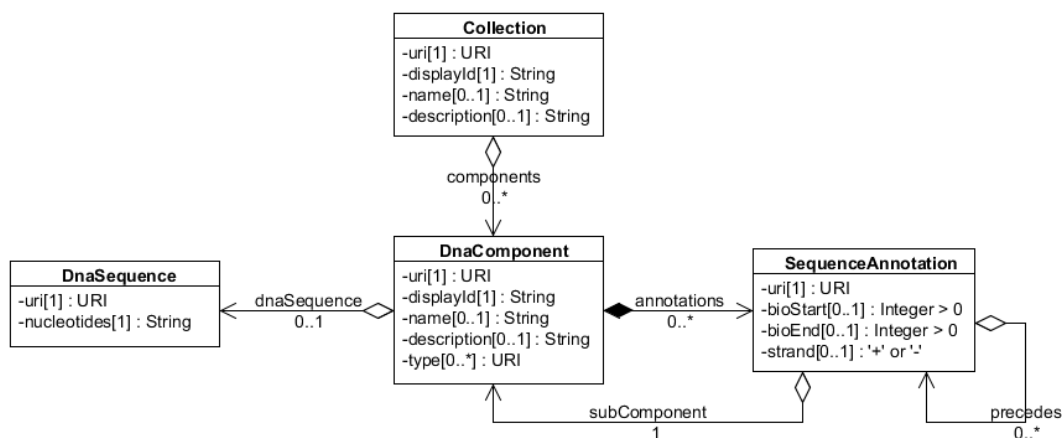 Collection
-uri[1] : URI
-displayId[1] : String
-name[0..1] : String
-description[0..1] : String
components
0..*
DnaSequence
-uri[1] : URI
-nucleotides[1] : String
dnaSequence
0..1
DnaComponent
-uri[1] : URI
-displayId[1] : String
-name[0..1] : String
-description[0..1] : String
-type[0..*] : URI
annotations
0..*
SequenceAnnotation
-uri[1] : URI
-bioStart[0..1] : Integer > 0
-bioEnd[0..1] : Integer > 0
-strand[0..1] : '+' or '-'
subComponent
1
precedes
0..*